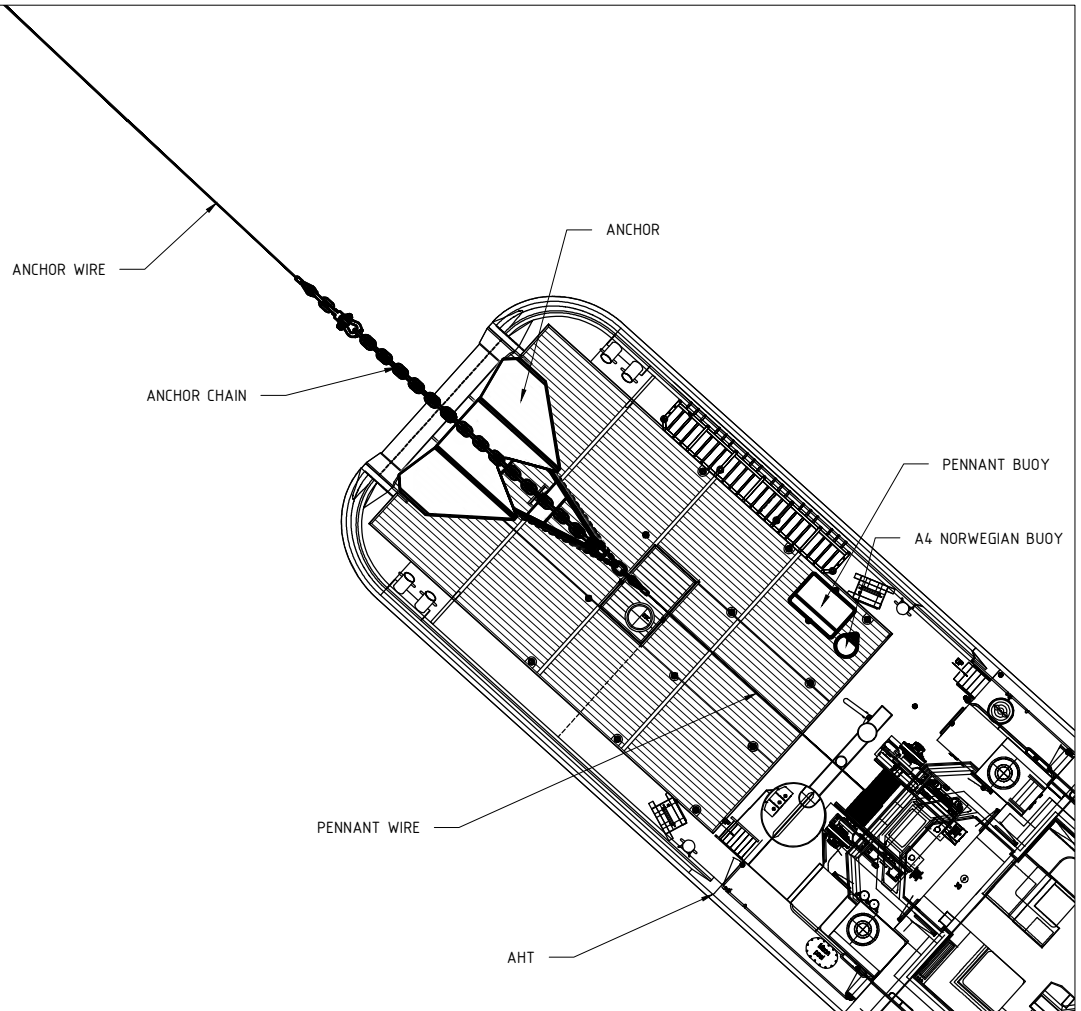 ANCHOR
ANCHOR WIRE
ANCHOR CHAIN
PENNANT BUOY
A4 NORWEGIAN BUOY
PENNANT WIRE
AHT